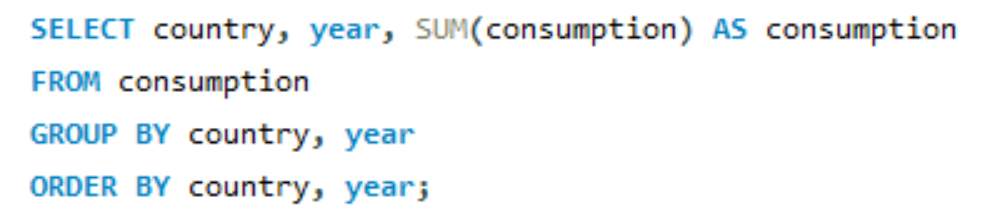 SELECT country, year, SUM(consumption) AS consumption
FROM consumption
GROUP BY country, year
ORDER BY country, year;